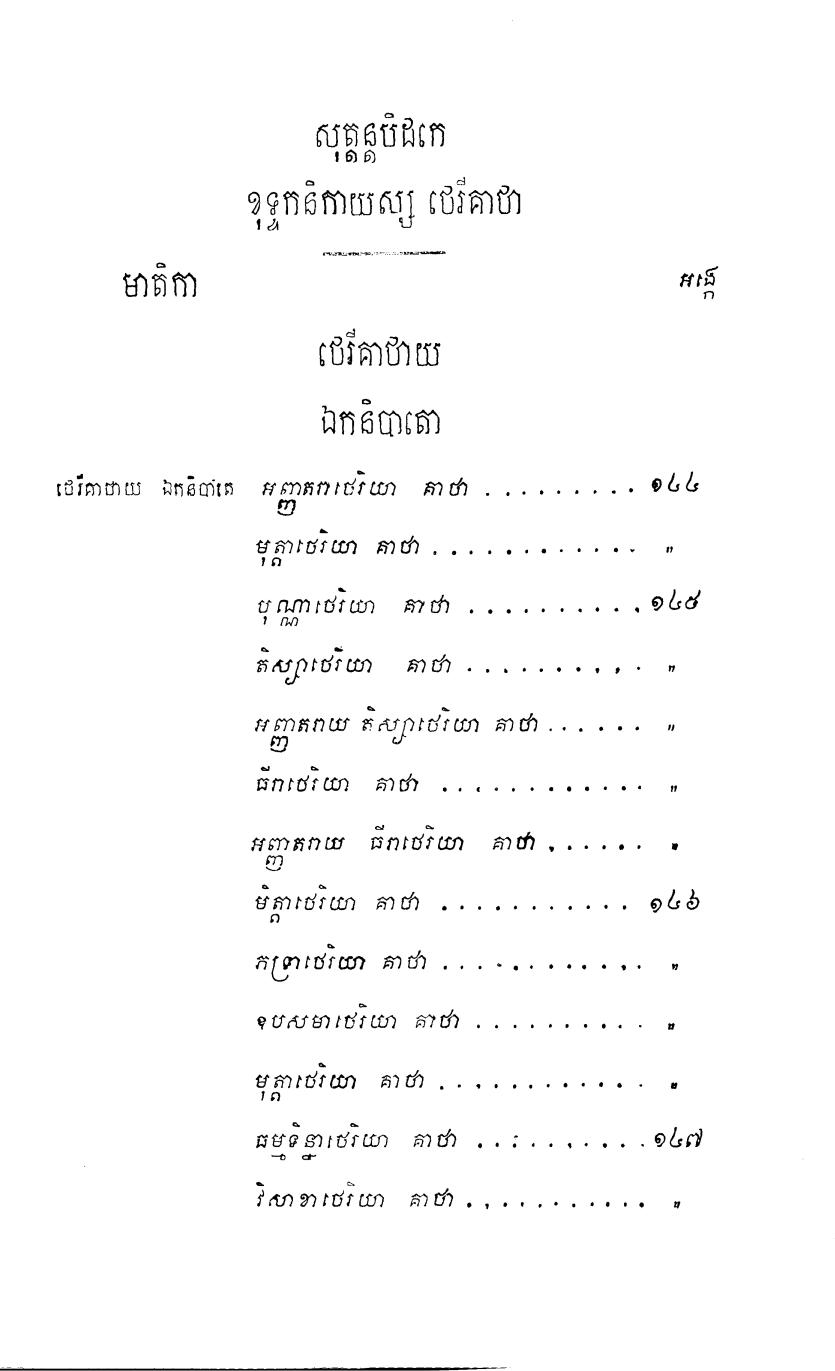 សុត្តន្តបិដកេ
ខុទ្ទកនិកាយស្ស ថេរីគាថា
មាតិកា អង្កេ
ថេរីគាថាយ
ឯកនិបាតោ
ថេរីគាថាយ ឯកនិបាតេ អញ្ញតរាថេរិយា គាថា . . . . . . . . . ១៤៤
មុត្តាថេរិយា គាថា . . . . . . . . . . . . "
បុណ្ណាថេរិយា គាថា . . . . . . . . . . ១៤៥
តិស្សាថេរិយា គាថា . . . . . . . . . . "
អញ្ញតរាយ តិស្សាថេរិយា គាថា . . . . . . "
ធីរាថេរិយា គាថា . . . . . . . . . . . . "
អញ្ញតរាយ ធីរាថេរិយា គាថា . . . . . . "
មិត្តាថេរិយា គាថា . . . . . . . . . . . ១៤៦
ភទ្រាថេរិយា គាថា . . . . . . . . . . . . "
ឧបសមាថេរិយា គាថា . . . . . . . . . . "
មុត្តាថេរិយា គាថា . . . . . . . . . . . . "
ធម្មទិន្នាថេរិយា គាថា . . . . . . . . . . ១៤៧
វិសាខាថេរិយា គាថា . . . . . . . . . . . "